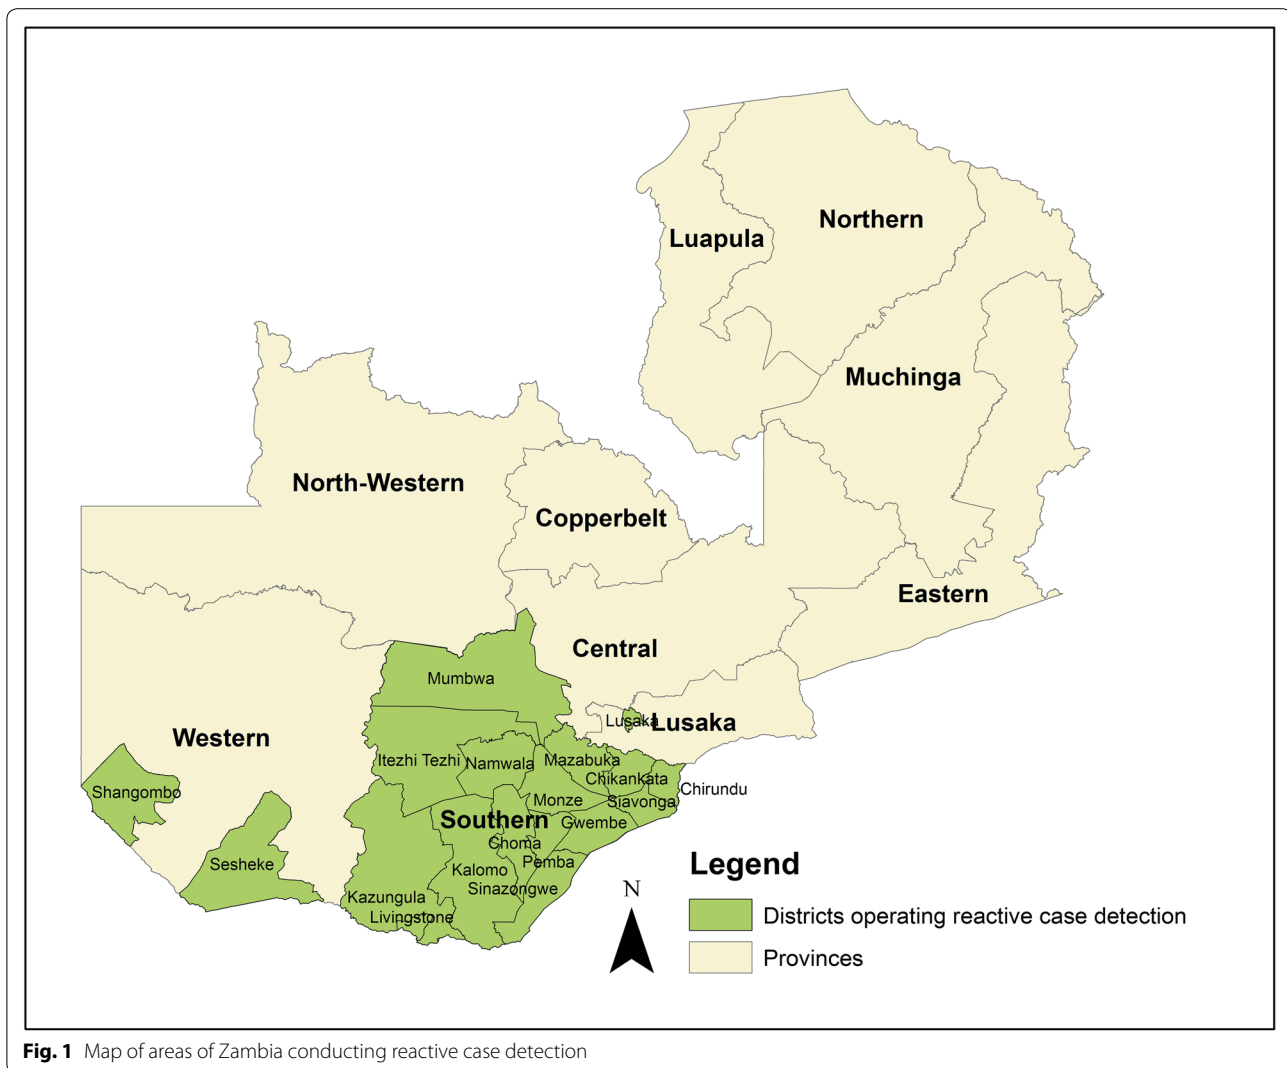 Northern
Luapula
Muchinga
North-Western
Copperbelt
Eastern
Central
Mumbwa
Lusaka
Lusaka
Western
Itezhi Tezhi
Namwala
Mazabuka
Chikankata
Chirundu
Shangombo
Monze
Siavonga
Southern
Gwembe
Choma
Pemba
Sesheke
Kalomo
Sinazongwe
Kazungula
Livingstone
N
Legend
Districts operating reactive case detection
Provinces
Fig. 1 Map of areas of Zambia conducting reactive case detection